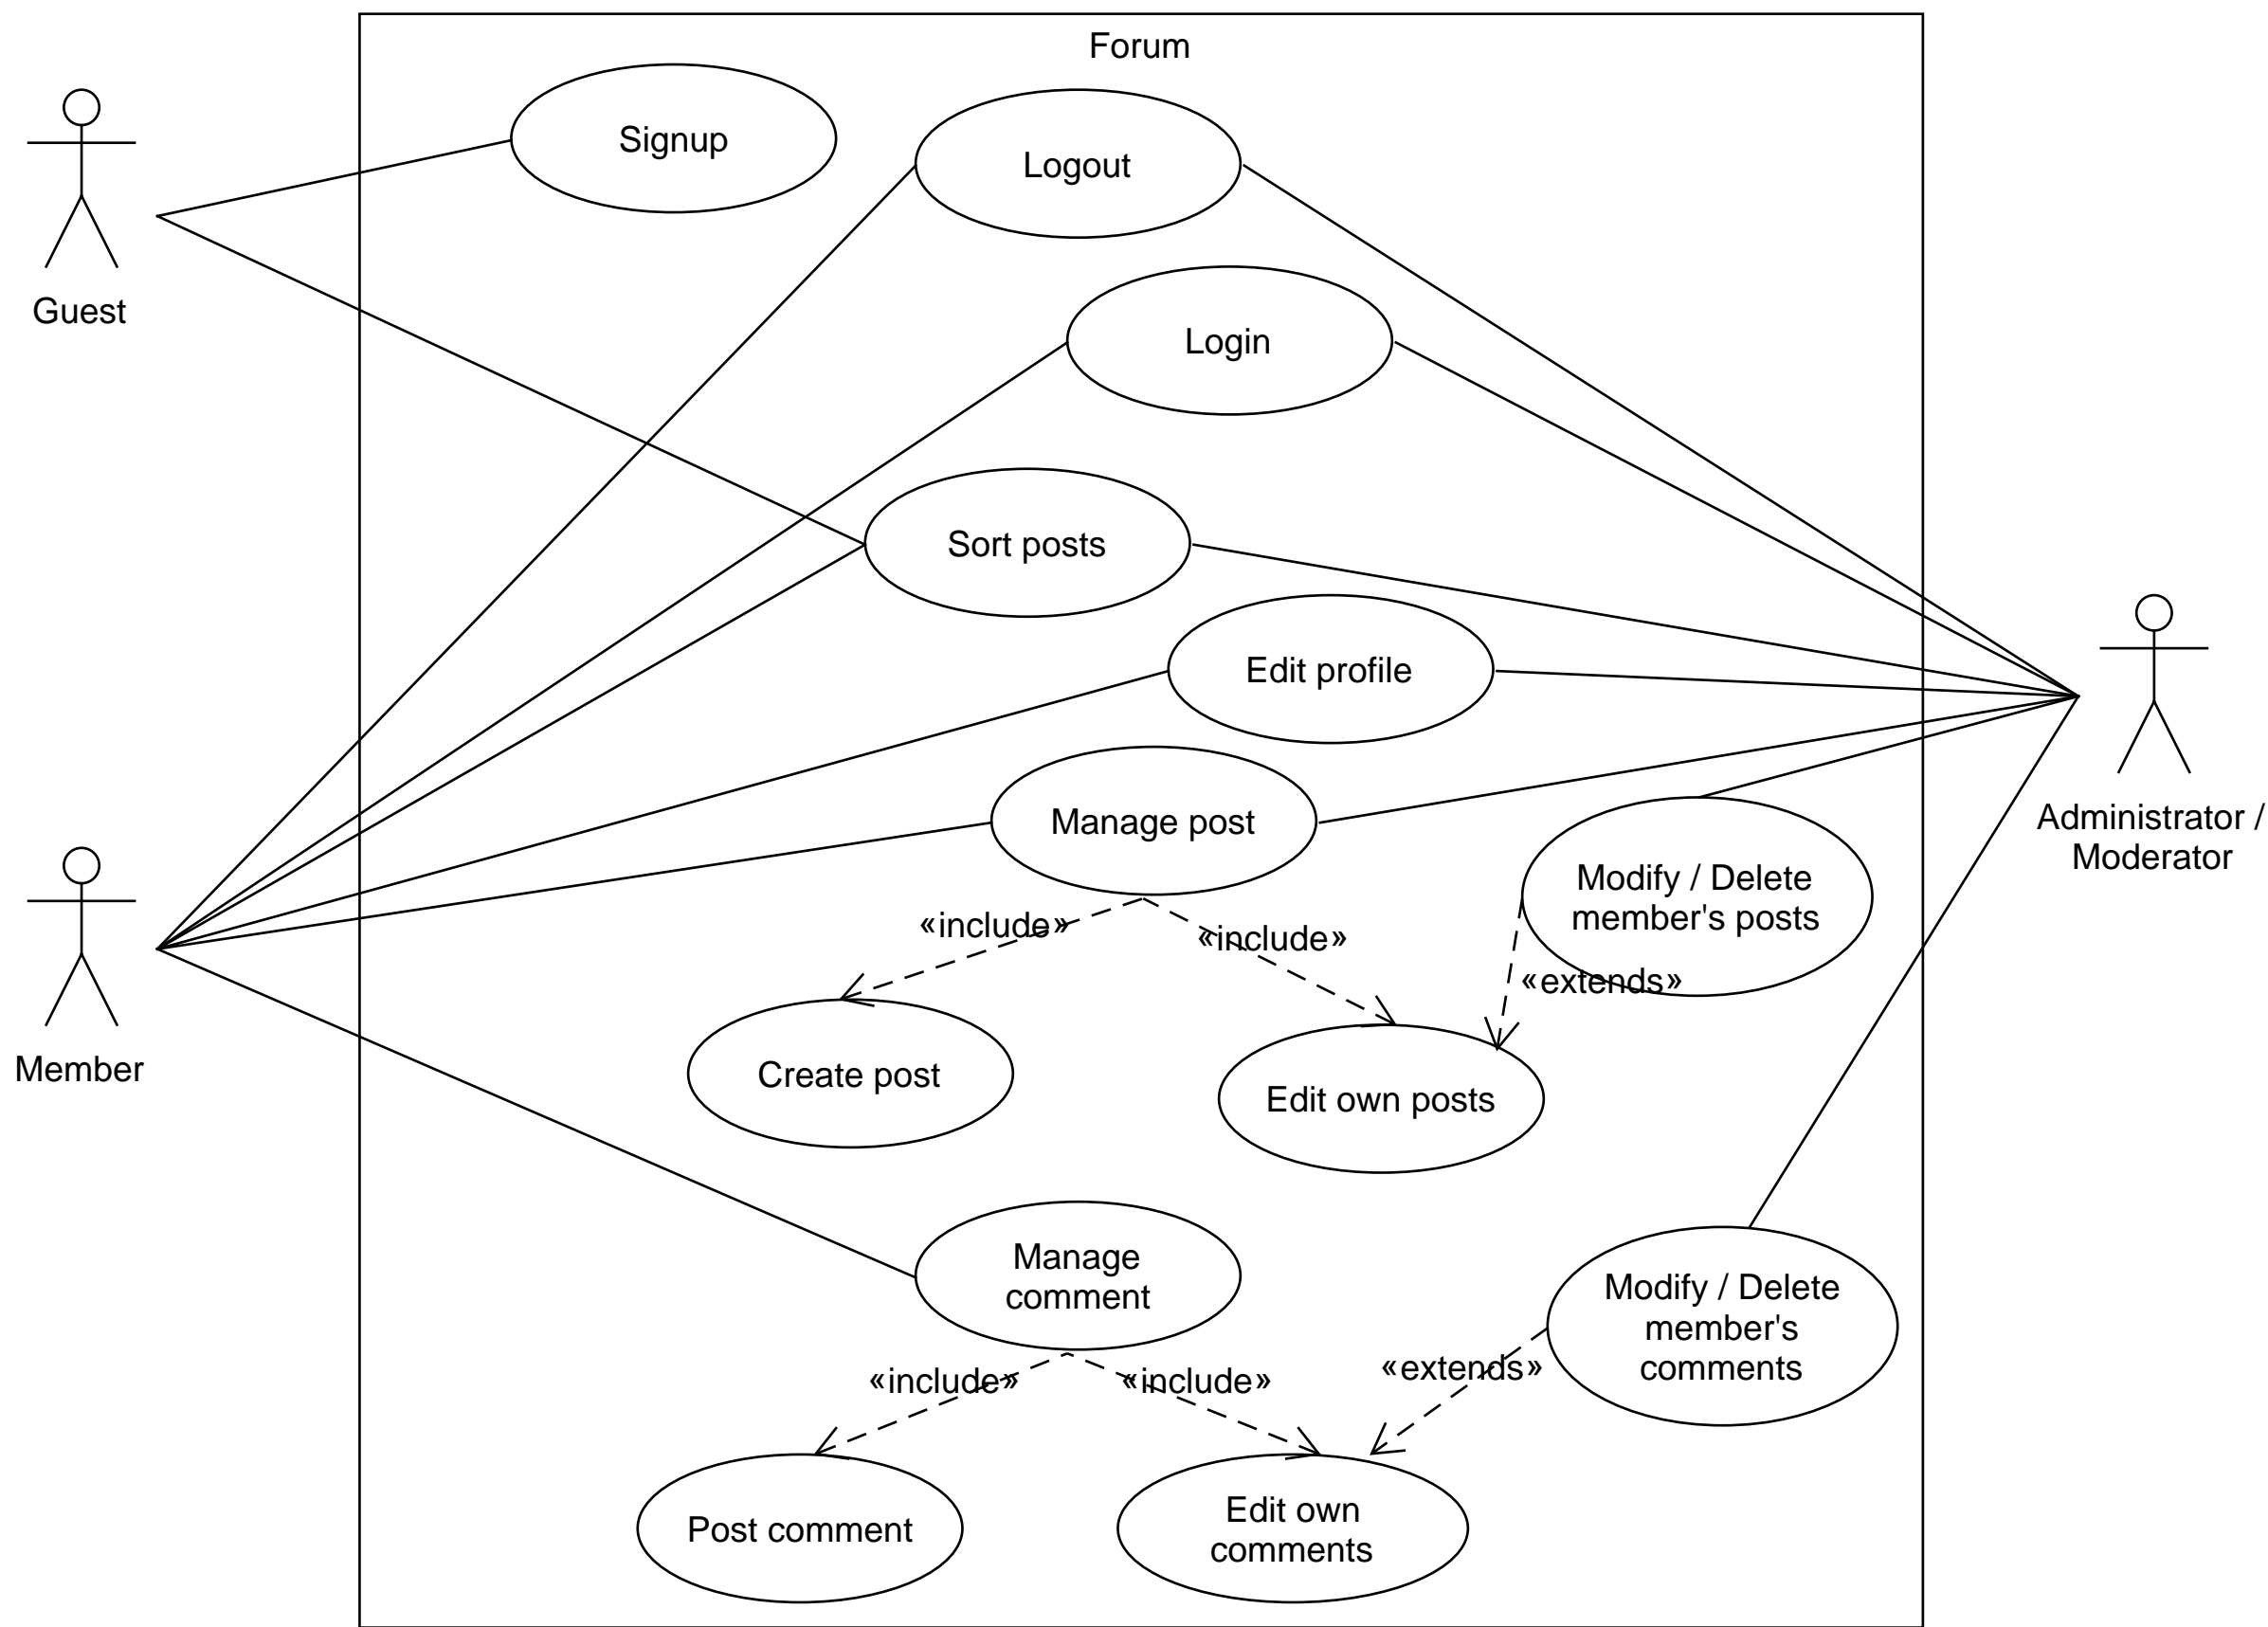 Forum
Signup
Logout
Guest
Login
Sort posts
Edit profile
Manage post
Administrator /
Moderator
Modify / Delete
member's posts
«include»
«include»
«extends»
Member
Create post
Edit own posts
Manage
comment
Modify / Delete
member's
comments
«include»
«include»
«extends»
Post comment
Edit own
comments